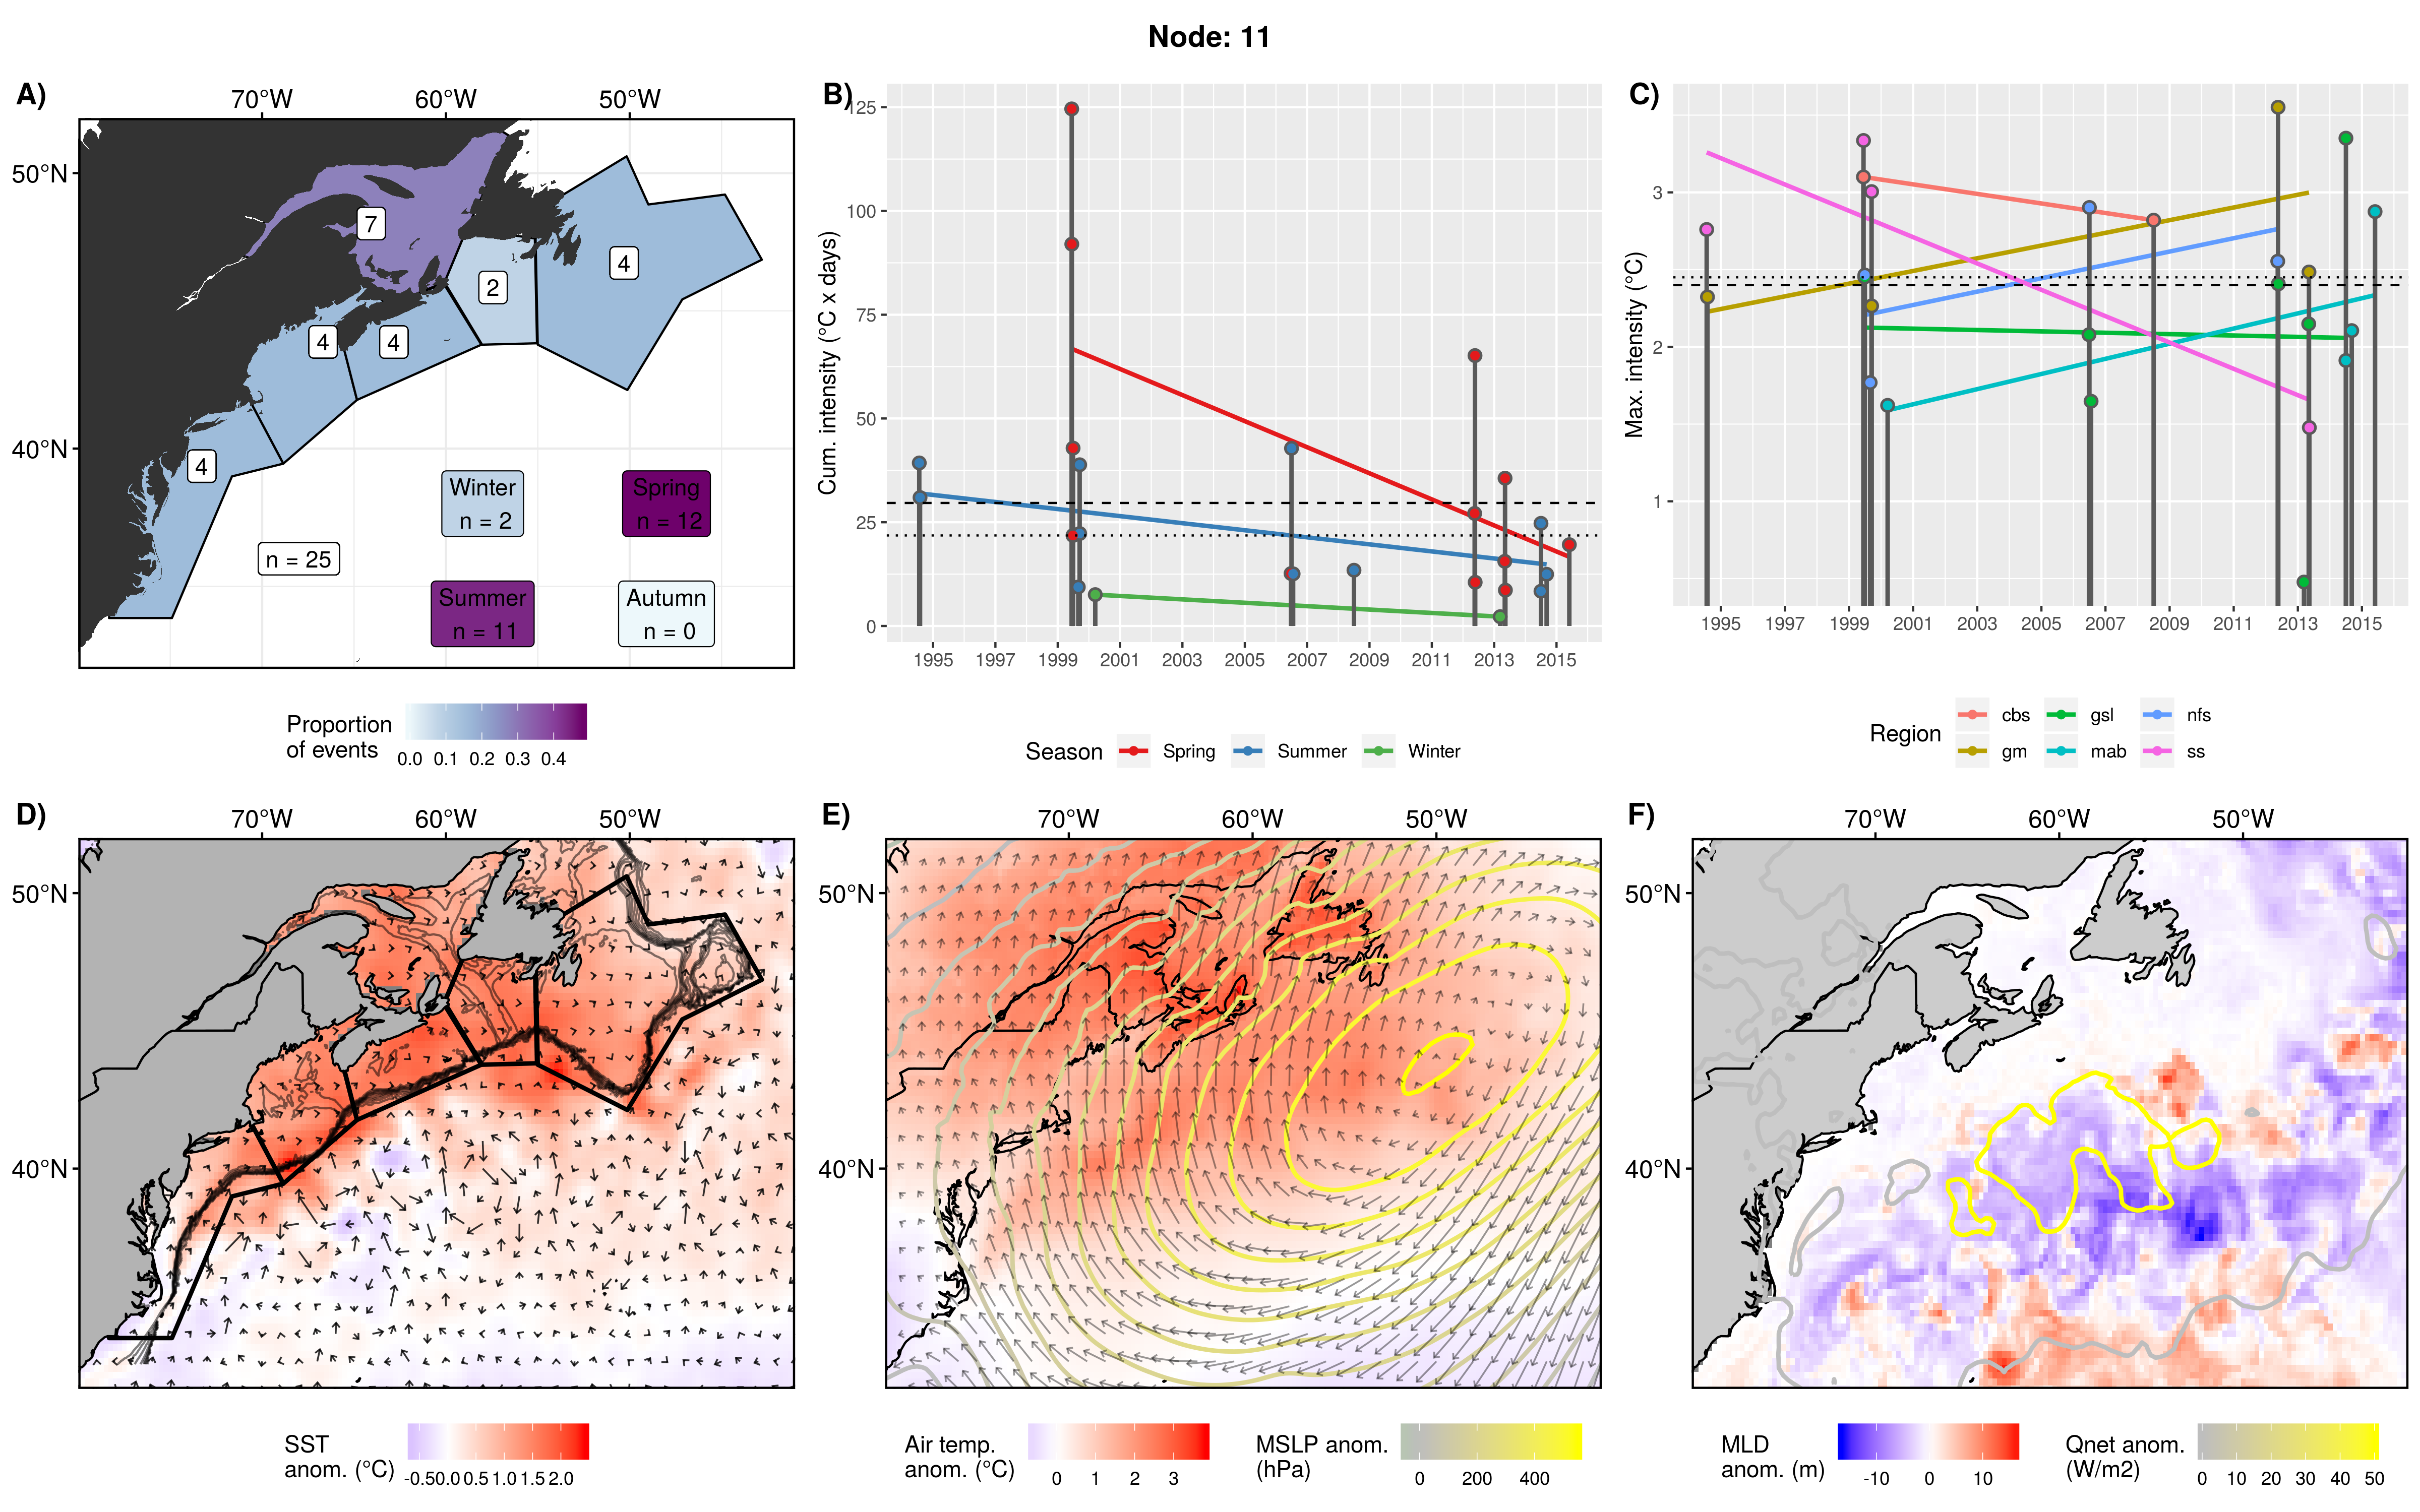 Node: 11
A)
70°W 60°W 50°W
50°N
40°N
7
2
4
4
4
4
Winter
n = 2
Spring
n = 12
n = 25
Summer
n = 11
Autumn
n = 0
Proportion
of events
0.0 0.1 0.2 0.3 0.4
B)
Cum. intensity (°C x days)
125
100
75
50
25
0
1995 1997 1999 2001 2003 2005 2007 2009 2011 2013 2015
Season Spring Summer Winter
C)
Max. intensity (°C)
3
2
1
1995 1997 1999 2001 2003 2005 2007 2009 2011 2013 2015
Region
cbs gsl nfs
gm mab ss
D)
70°W 60°W 50°W
50°N
40°N
SST
anom. (°C)
-0.5 0.0 0.5 1.0 1.5 2.0
E)
70°W 60°W 50°W
50°N
40°N
Air temp.
anom. (°C)
0 1 2 3
MSLP anom.
(hPa)
0 200 400
F)
70°W 60°W 50°W
50°N
40°N
MLD
anom. (m)
-10 0 10
Qnet anom.
(W/m2)
0 10 20 30 40 50